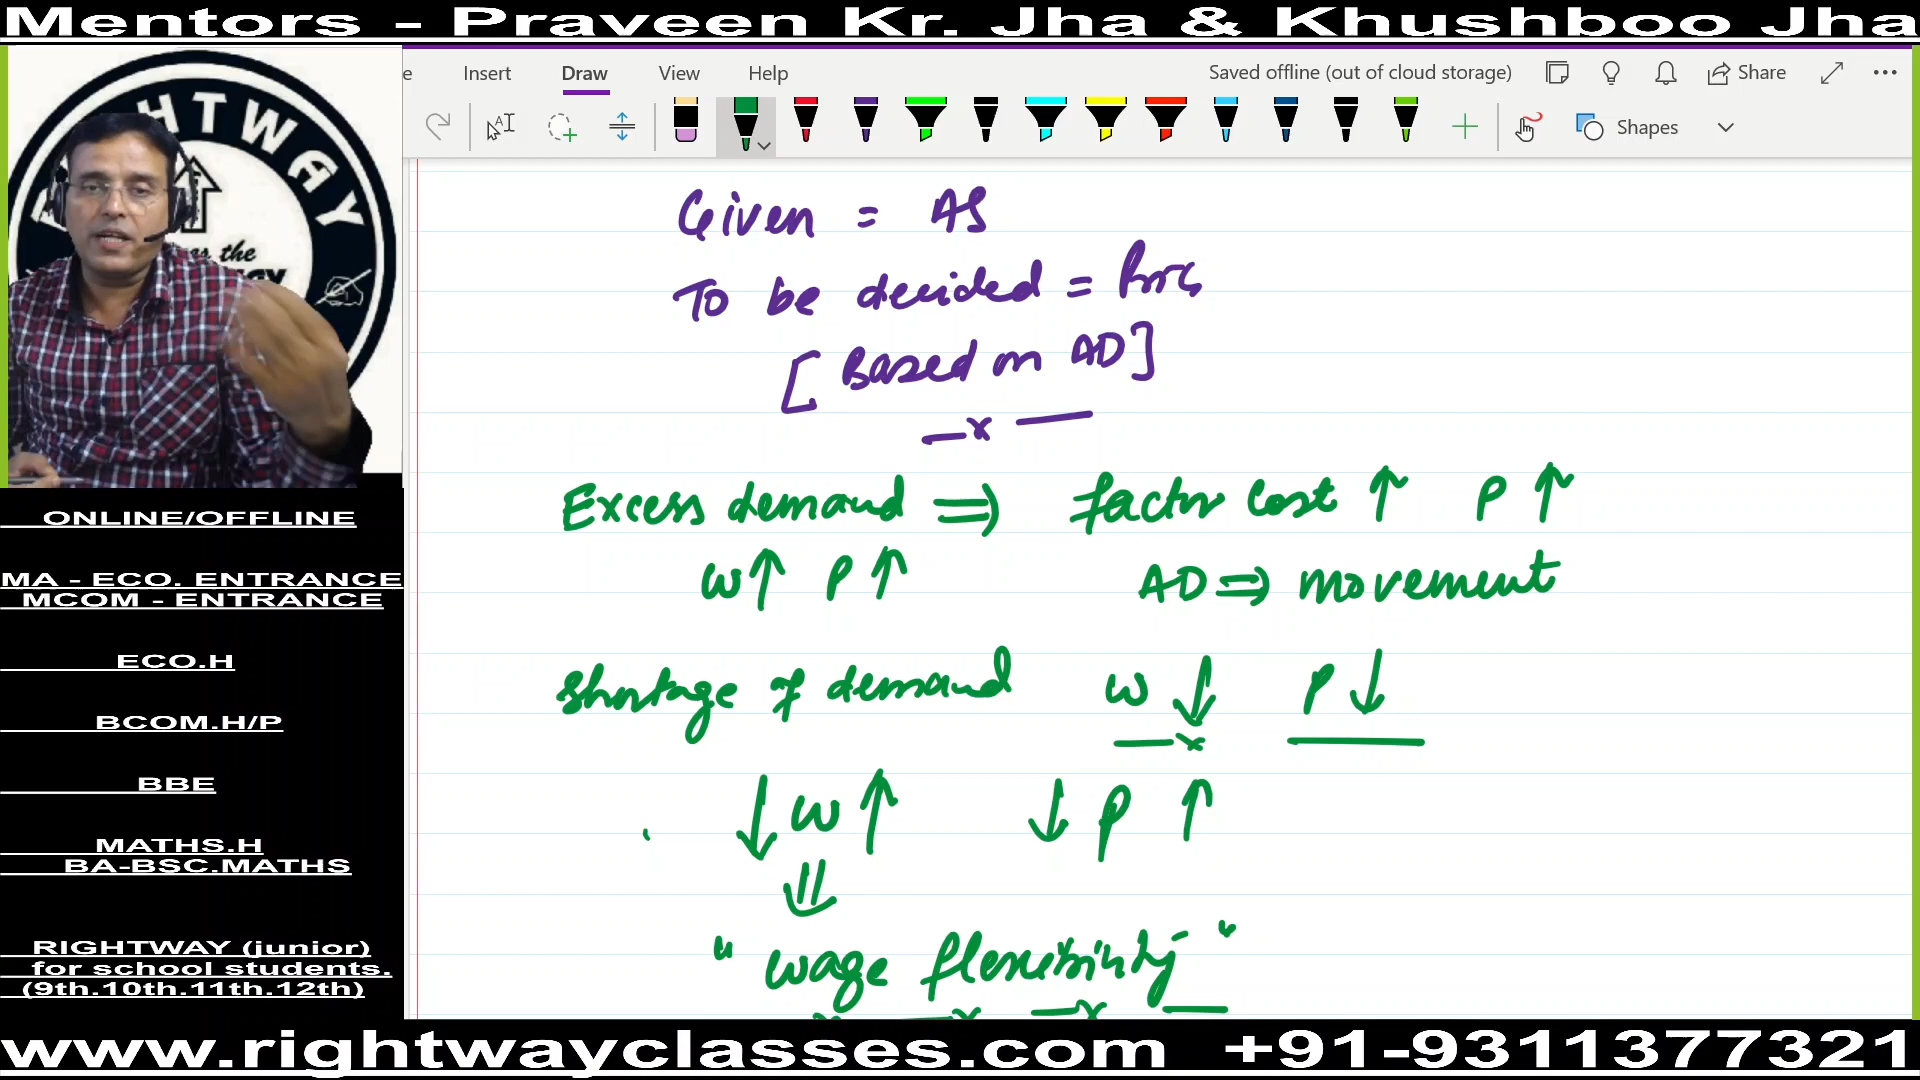 Mentors - Praveen Kr. Jha & Khushboo Jha
Insert Draw View Help Saved offline (out of cloud storage) Share
Shapes
RIGHTWAY
the
Given = AS
To be decided = Price
[Based on AD]
x
Excess demand ⇒ factor cost ↑ P ↑
W↑ P↑ AD ⇒ movement
Shortage of demand W ↓ P ↓
x
↓ W ↑ ↓ P ↑
⇓
"wage flexibility"
ONLINE/OFFLINE
MA - ECO. ENTRANCE
MCOM - ENTRANCE
ECO.H
BCOM.H/P
BBE
MATHS.H
BA-BSC.MATHS
RIGHTWAY (junior)
for school students.
(9th.10th.11th.12th)
www.rightwayclasses.com +91-9311377321